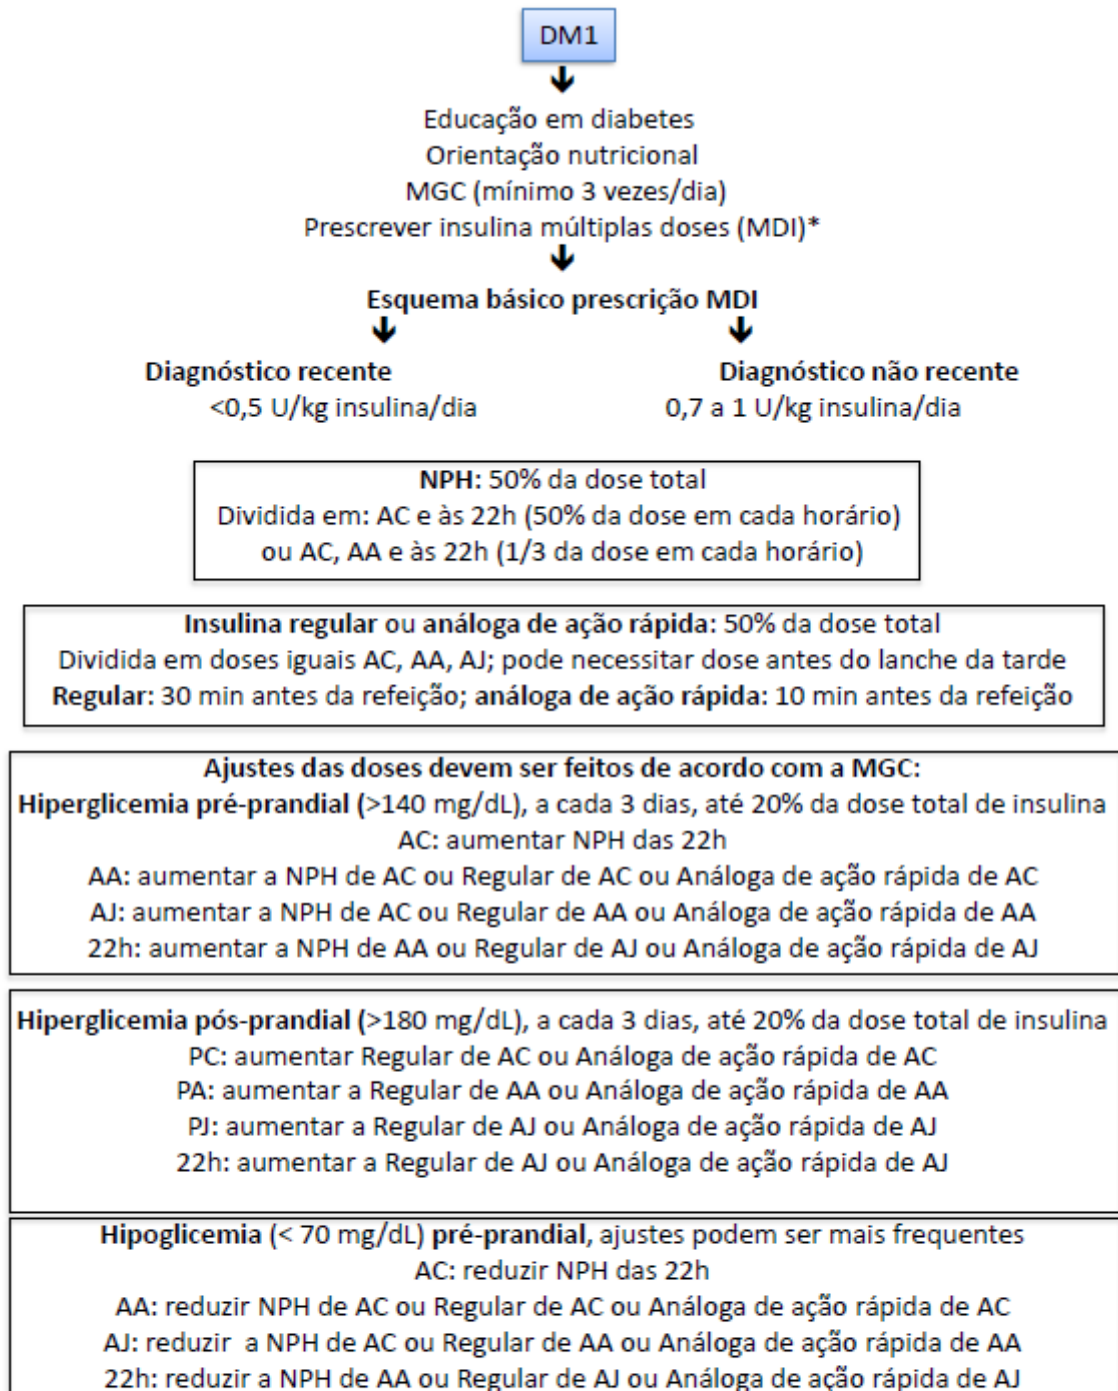 DM1
Educação em diabetes
Orientação nutricional
MGC (mínimo 3 vezes/dia)
Prescrever insulina múltiplas doses (MDI)*
Esquema básico prescrição MDI
Diagnóstico recente
<0,5 U/kg insulina/dia
Diagnóstico não recente
0,7 a 1 U/kg insulina/dia
NPH: 50% da dose total
Dividida em: AC e às 22h (50% da dose em cada horário)
ou AC, AA e às 22h (1/3 da dose em cada horário)
Insulina regular ou análoga de ação rápida: 50% da dose total
Dividida em doses iguais AC, AA, AJ; pode necessitar dose antes do lanche da tarde
Regular: 30 min antes da refeição; análoga de ação rápida: 10 min antes da refeição
Ajustes das doses devem ser feitos de acordo com a MGC:
Hiperglicemia pré-prandial (>140 mg/dL), a cada 3 dias, até 20% da dose total de insulina
AC: aumentar NPH das 22h
AA: aumentar a NPH de AC ou Regular de AC ou Análoga de ação rápida de AC
AJ: aumentar a NPH de AC ou Regular de AA ou Análoga de ação rápida de AA
22h: aumentar a NPH de AA ou Regular de AJ ou Análoga de ação rápida de AJ
Hiperglicemia pós-prandial (>180 mg/dL), a cada 3 dias, até 20% da dose total de insulina
PC: aumentar Regular de AC ou Análoga de ação rápida de AC
PA: aumentar a Regular de AA ou Análoga de ação rápida de AA
PJ: aumentar a Regular de AJ ou Análoga de ação rápida de AJ
22h: aumentar a Regular de AJ ou Análoga de ação rápida de AJ
Hipoglicemia (< 70 mg/dL) pré-prandial, ajustes podem ser mais frequentes
AC: reduzir NPH das 22h
AA: reduzir NPH de AC ou Regular de AC ou Análoga de ação rápida de AC
AJ: reduzir a NPH de AC ou Regular de AA ou Análoga de ação rápida de AA
22h: reduzir a NPH de AA ou Regular de AJ ou Análoga de ação rápida de AJ